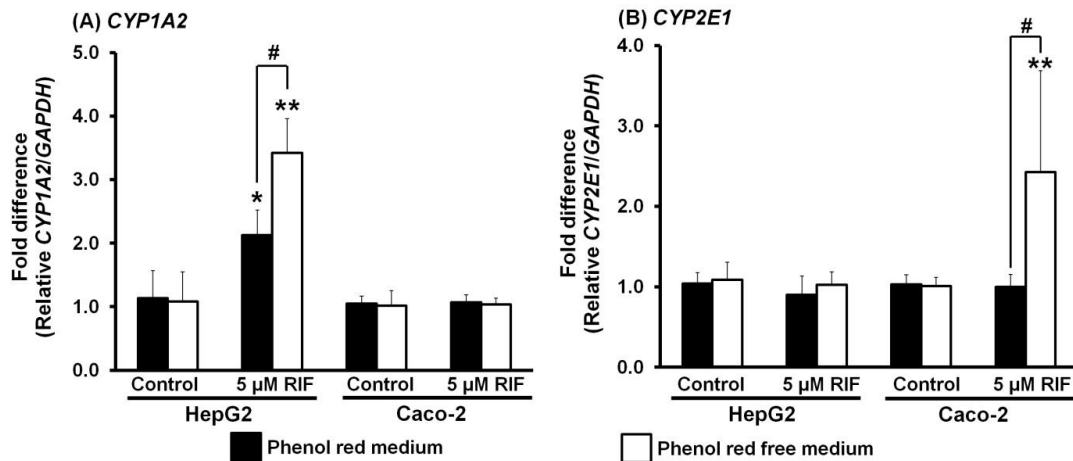 (A) CYP1A2
Fold difference
(Relative CYP1A2/GAPDH)
5.0
4.0
3.0
2.0
1.0
0.0
#
*
**
Control
5 µM RIF
Control
5 µM RIF
HepG2
Caco-2
(B) CYP2E1
Fold difference
(Relative CYP2E1/GAPDH)
4.0
3.0
2.0
1.0
0.0
#
**
Control
5 µM RIF
Control
5 µM RIF
HepG2
Caco-2
Phenol red medium
Phenol red free medium